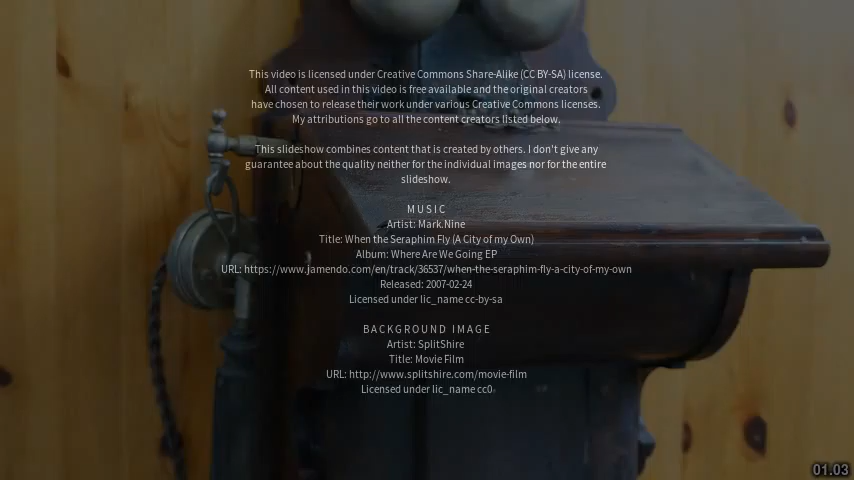 This video is licensed under Creative Commons Share-Alike (CC BY-SA) license.
All content used in this video is free available and the original creators
have chosen to release their work under various Creative Commons licenses.
My attributions go to all the content creators listed below.
This slideshow combines content that is created by others. I don't give any
guarantee about the quality neither for the individual images nor for the entire
slideshow.
MUSIC
Artist: Mark.Nine
Title: When the Seraphim Fly (A City of my Own)
Album: Where Are We Going EP
URL: https://www.jamendo.com/en/track/36537/when-the-seraphim-fly-a-city-of-my-own
Released: 2007-02-24
Licensed under lic_name cc-by-sa
BACKGROUND IMAGE
Artist: SplitShire
Title: Movie Film
URL: http://www.splitshire.com/movie-film
Licensed under lic_name cc0
01.03